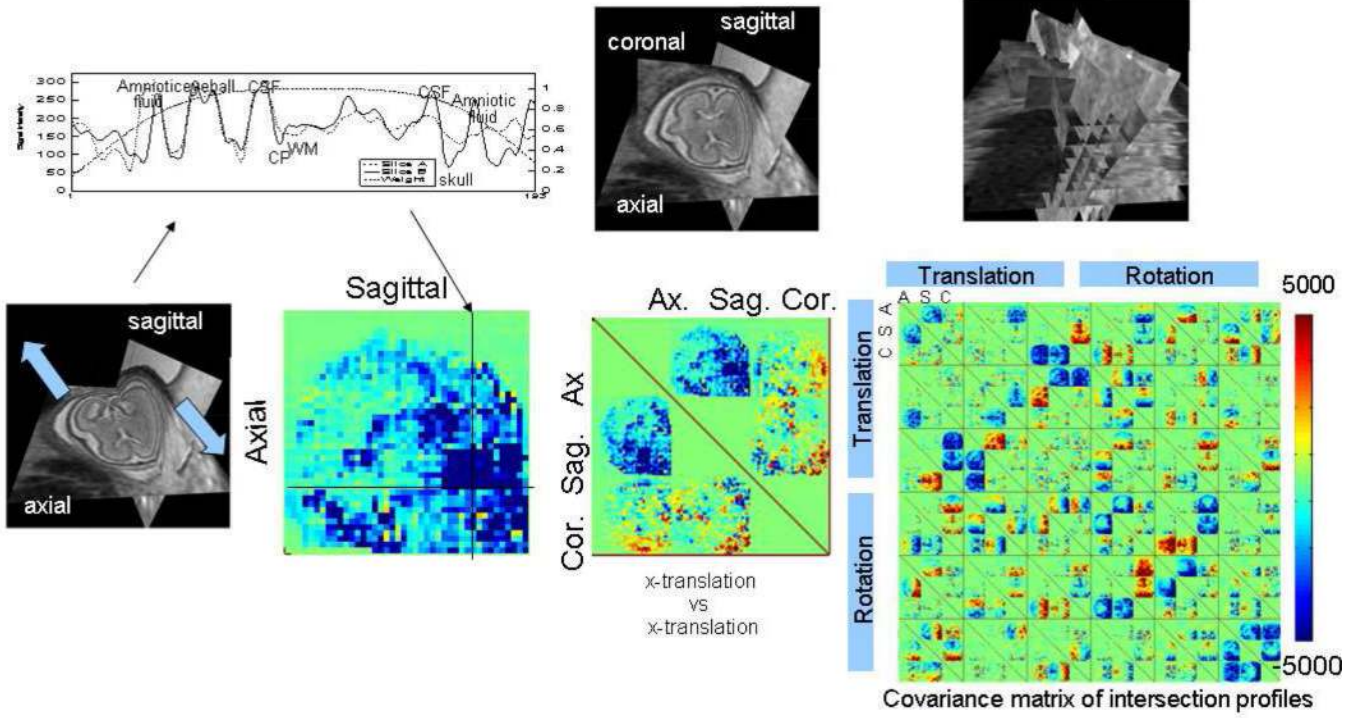 sagittal
coronal
axial
300
250
200
150
100
50
0
1
0.8
0.6
0.4
0.2
0
Amniotic
fluid
eyeball
CSF
CP
WM
CSF
Amniotic
fluid
Slice A
Slice B
Weight
skull
1
193
sagittal
axial
Sagittal
Axial
Ax. Sag. Cor.
Ax
Sag.
Cor.
x-translation
vs
x-translation
Translation
Rotation
5000
A S C
A
S
C
Translation
Rotation
-5000
Covariance matrix of intersection profiles